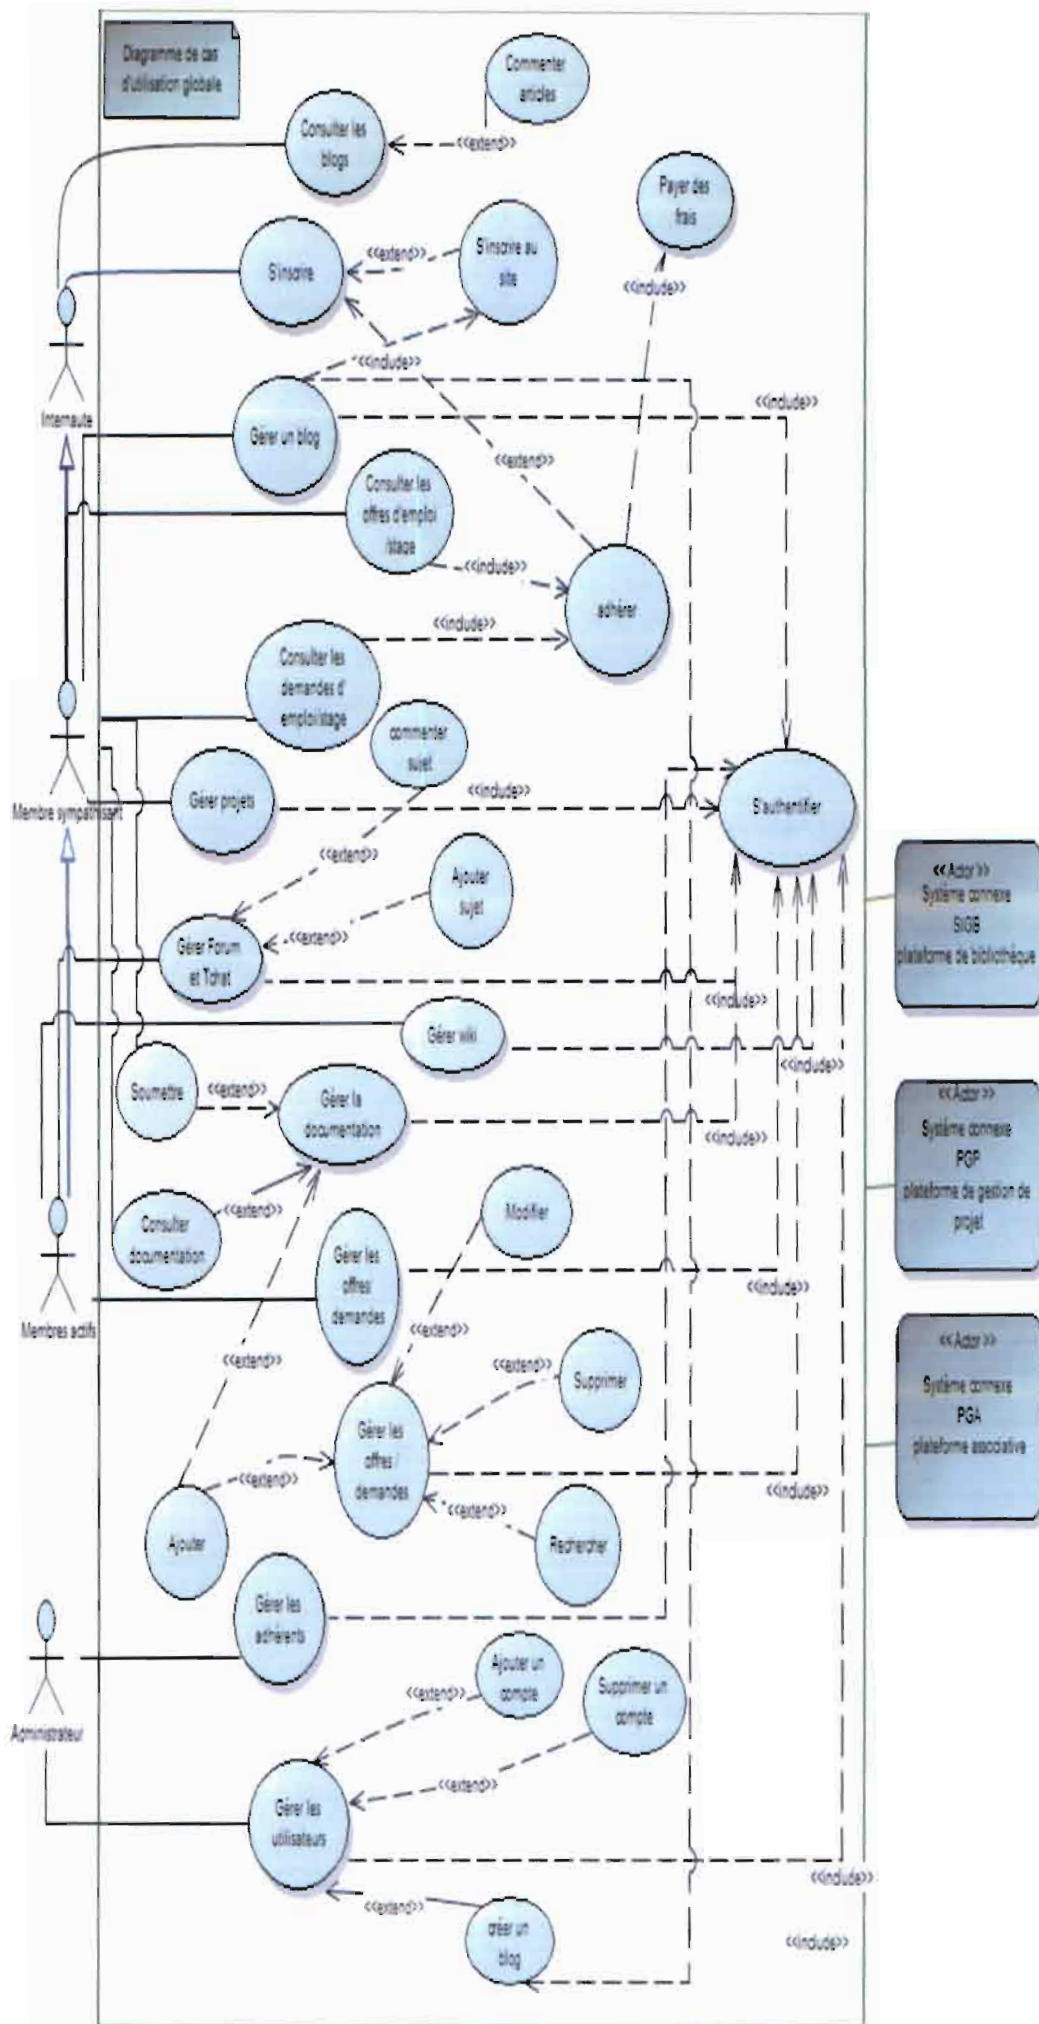 Diagramme de cas
d'utilisation globale
Commenter
articles
Consulter les
blogs
<<extend>>
Payer des
frais
S'inscrire
<<extend>>
S'inscrire au
site
<<include>>
<<include>>
Internaute
Gérer un blog
<<include>>
Consulter les
offres d'emploi
/stage
<<extend>>
<<include>>
adhérer
<<include>>
Consulter les
demandes d'
emploi/stage
commenter
sujet
Membre sympathisant
Gérer projets
<<include>>
S'authentifier
<<extend>>
Ajouter
sujet
<<extend>>
Gérer Forum
et Tchat
<<include>>
Gérer wiki
<<include>>
Soumettre
<<extend>>
Gérer la
documentation
<<include>>
Consulter
documentation
<<extend>>
Modifier
Gérer les
offres/
demandes
<<include>>
Membres actifs
<<extend>>
<<extend>>
<<extend>>
Supprimer
Gérer les
offres /
demandes
<<extend>>
<<include>>
<<extend>>
Ajouter
Rechercher
Gérer les
adhérents
Administrateur
Ajouter un
compte
<<extend>>
Supprimer un
compte
<<extend>>
Gérer les
utilisateurs
<<include>>
<<extend>>
créer un
blog
<<include>>
<<Actor>>
Système connexe
SIGB
plateforme de bibliothèque
<<Actor>>
Système connexe
PGP
plateforme de gestion de
projet
<<Actor>>
Système connexe
PGA
plateforme associative